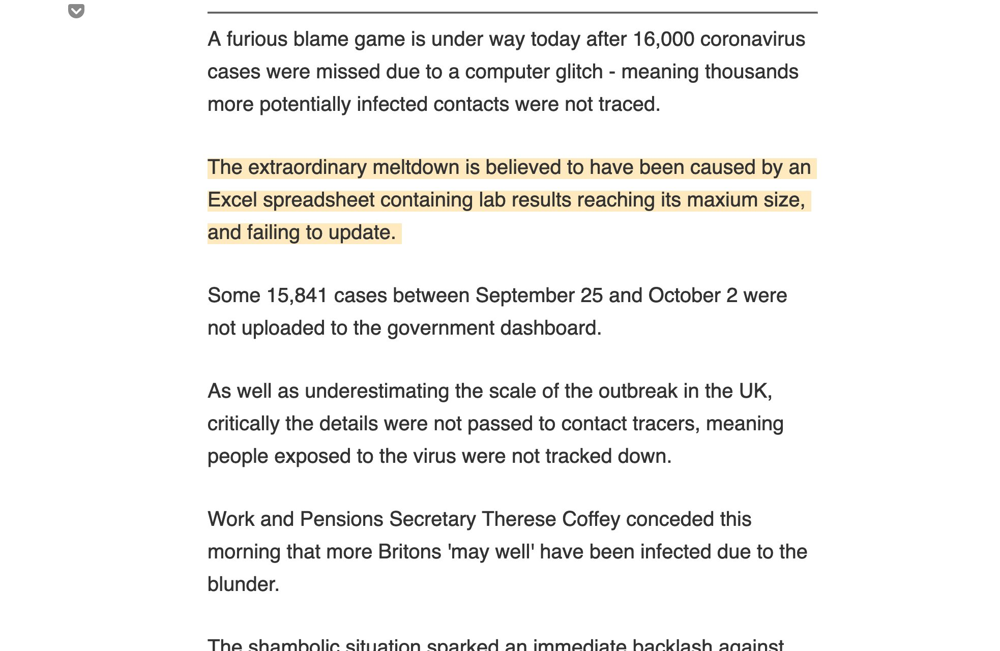 A furious blame game is under way today after 16,000 coronavirus
cases were missed due to a computer glitch - meaning thousands
more potentially infected contacts were not traced.
The extraordinary meltdown is believed to have been caused by an
Excel spreadsheet containing lab results reaching its maxium size,
and failing to update.
Some 15,841 cases between September 25 and October 2 were
not uploaded to the government dashboard.
As well as underestimating the scale of the outbreak in the UK,
critically the details were not passed to contact tracers, meaning
people exposed to the virus were not tracked down.
Work and Pensions Secretary Therese Coffey conceded this
morning that more Britons 'may well' have been infected due to the
blunder.
The shambolic situation sparked an immediate backlash against